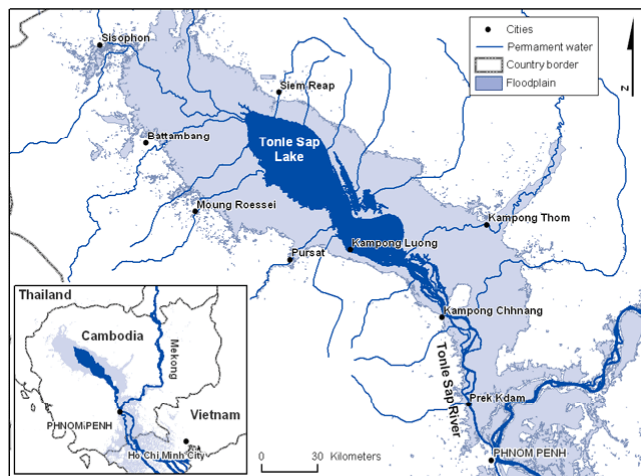 Sisophon
Siem Reap
Cities
Permament water
Country border
Floodplain
N
Battambang
Tonle Sap
Lake
Moung Roessei
Kampong Thom
Pursat
Kampong Luong
Kampong Chhnang
Tonle Sap River
Prek Kdam
PHNOM PENH
Thailand
Cambodia
Mekong
Vietnam
PHNOM PENH
Ho Chi Minh City
0 30 Kilometers